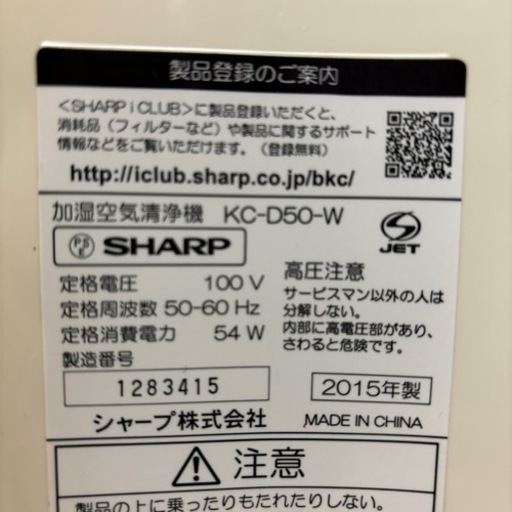 製品登録のご案内
＜SHARP i CLUB＞に製品登録いただくと、
消耗品（フィルターなど）や製品に関するサポート
情報などをご覧いただけます。（登録無料）
http://iclub.sharp.co.jp/bkc/
加湿空気清浄機 KC-D50-W
PSE SHARP
JET
定格電圧 100 V
定格周波数 50-60 Hz
定格消費電力 54 W
製造番号
1283415
シャープ株式会社
高圧注意
サービスマン以外の人は
分解しない。
内部に高電圧部があり、
さわると危険です。
2015年製
MADE IN CHINA
注意
製品の上に乗ったりもたれたりしない。